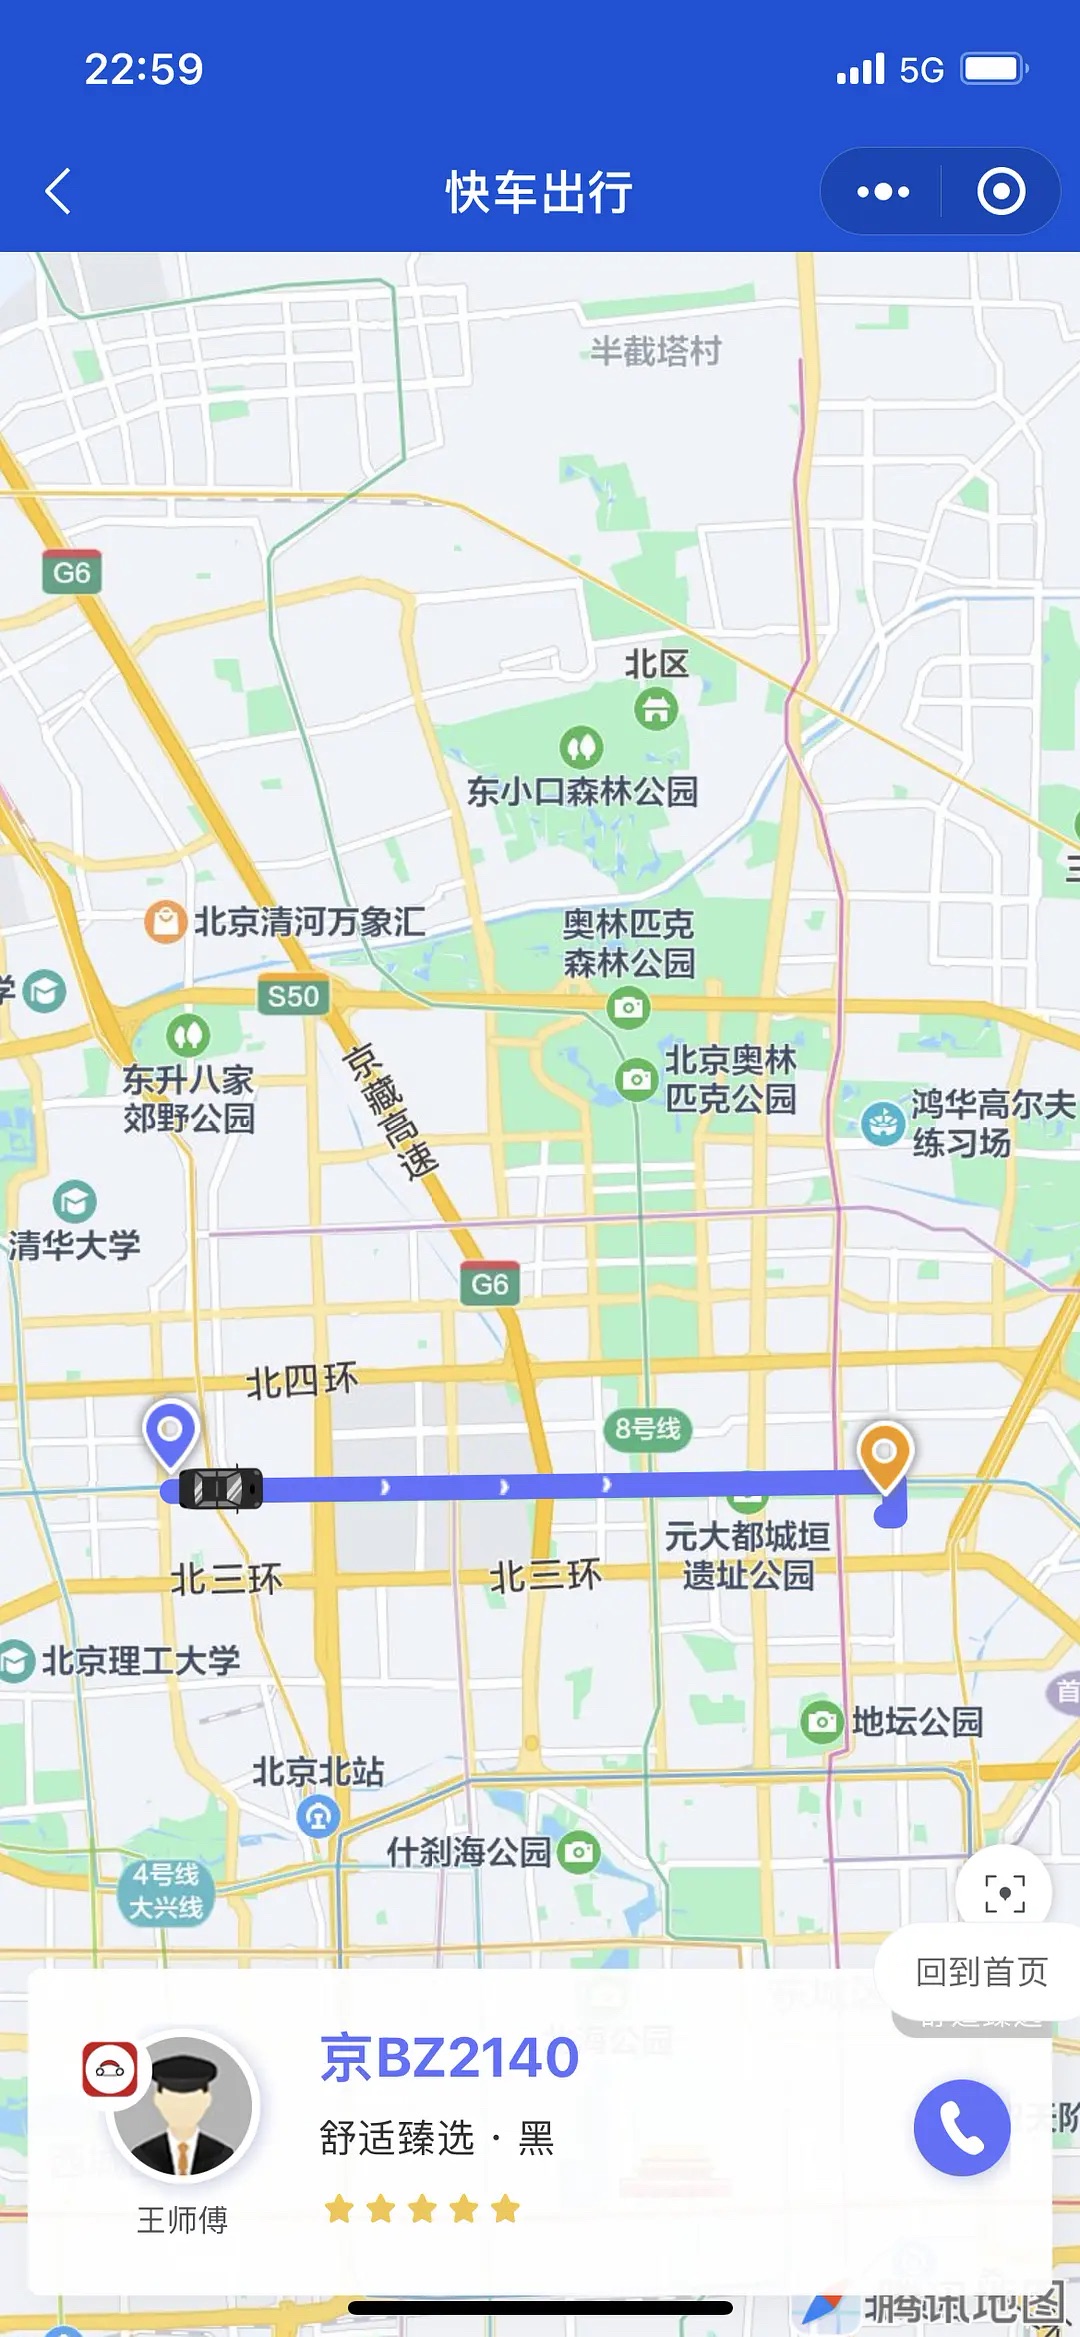 22:59
5G
快车出行
半截塔村
G6
北区
东小口森林公园
北京清河万象汇
奥林匹克
森林公园
学
S50
东升八家
郊野公园
京藏高速
北京奥林
匹克公园
鸿华高尔夫
练习场
清华大学
G6
北四环
8号线
元大都城垣
遗址公园
北三环
北三环
北京理工大学
首
地坛公园
北京北站
什刹海公园
4号线
大兴线
回到首页
京BZ2140
舒适臻选 · 黑
王师傅
腾讯地图